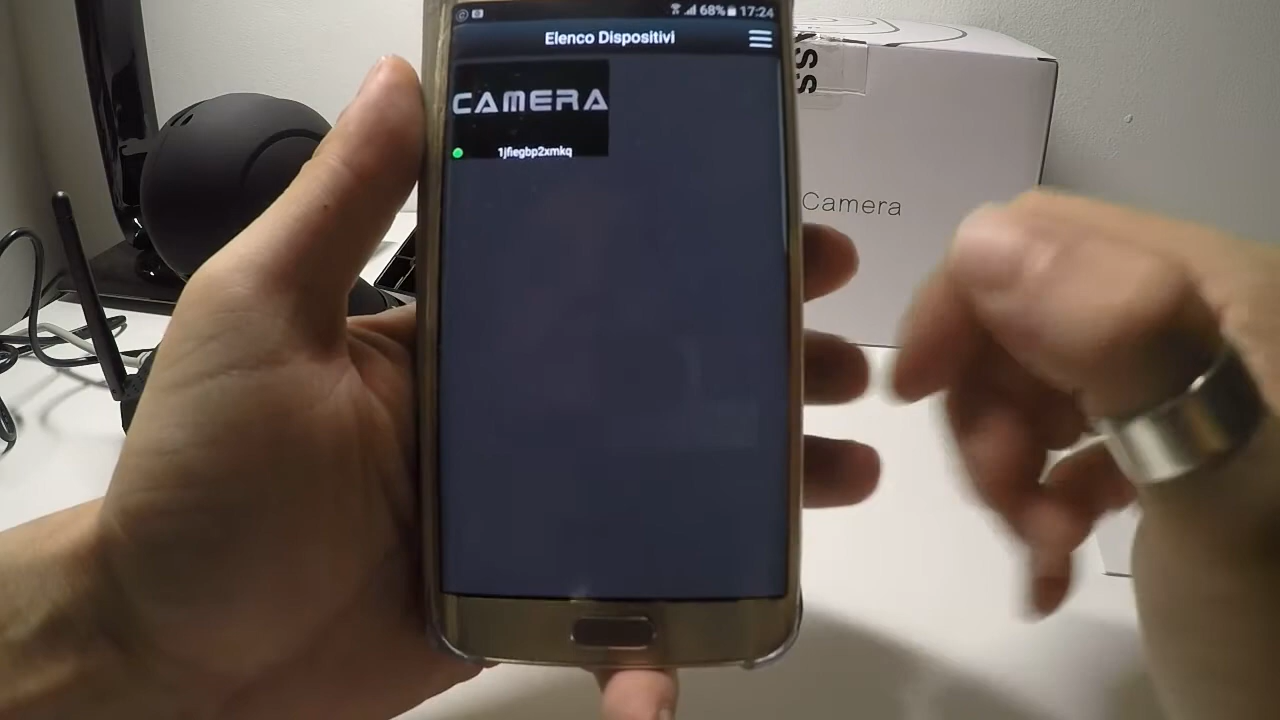 68% 17:24
Elenco Dispositivi
CAMERA
1jfiegbp2xmkq
Camera